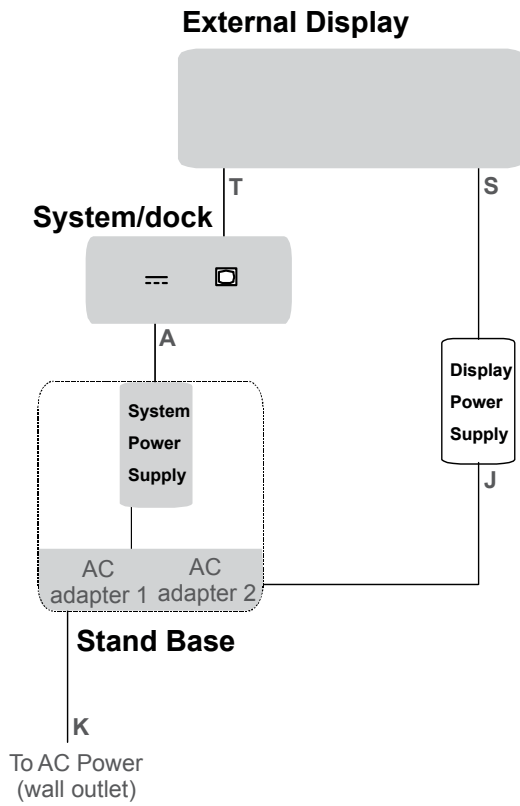 External Display
T
S
System/dock
A
Display
Power
Supply
System
Power
Supply
J
AC
adapter 1
AC
adapter 2
Stand Base
K
To AC Power
(wall outlet)